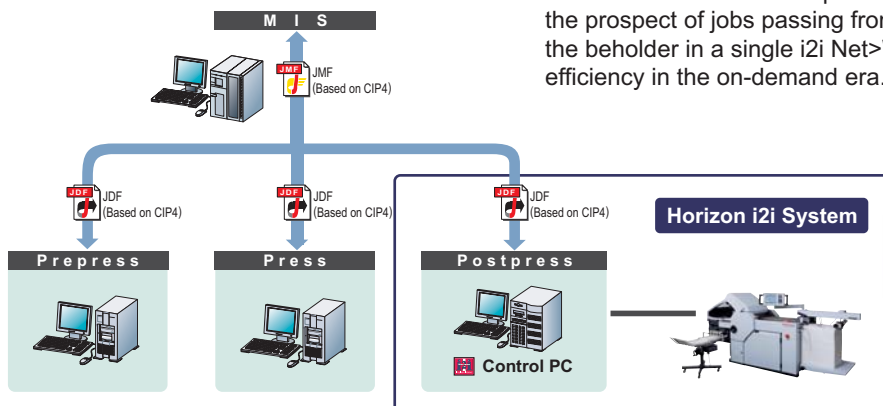 the prospect of jobs passing from
the beholder in a single i2i Net>
efficiency in the on-demand era.
MIS
JMF
JMF
(Based on CIP4)
JDF
JDF
(Based on CIP4)
JDF
JDF
(Based on CIP4)
JDF
JDF
(Based on CIP4)
Horizon i2i System
Prepress
Press
Postpress
Control PC